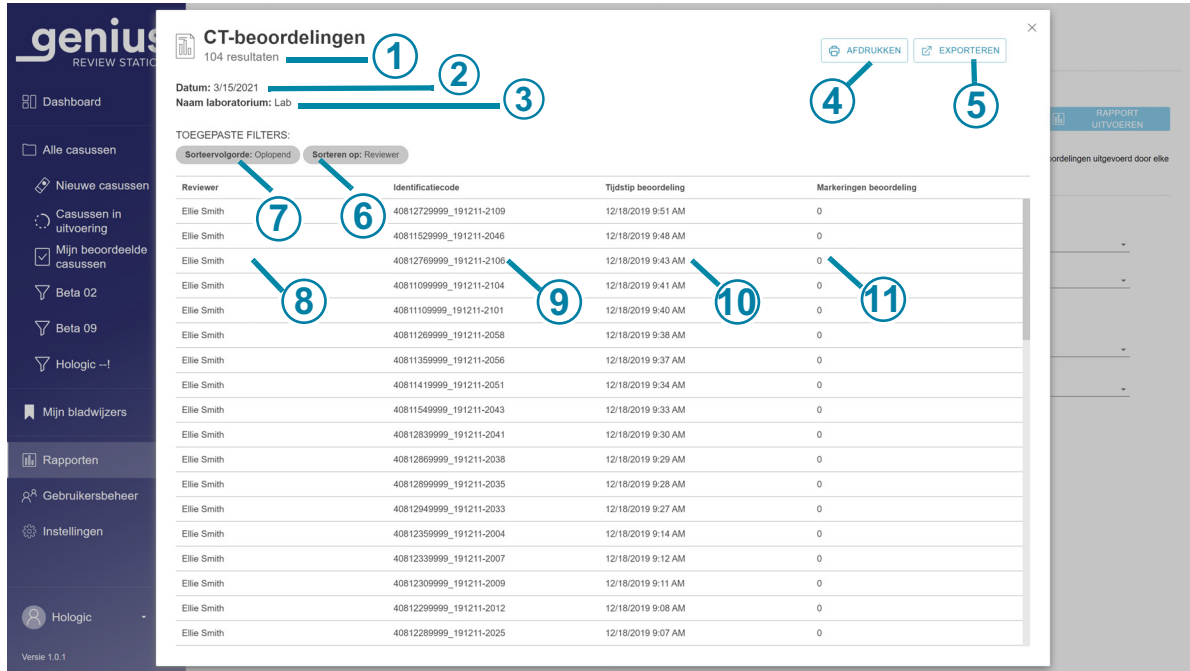 genius
REVIEW STATIO
Dashboard
Alle casussen
Nieuwe casussen
Casussen in
uitvoering
Mijn beoordeelde
casussen
Beta 02
Beta 09
Hologic --!
Mijn bladwijzers
Rapporten
Gebruikersbeheer
Instellingen
Hologic
Versie 1.0.1
CT-beoordelingen
104 resultaten
1
Datum: 3/15/2021
2
Naam laboratorium: Lab
3
AFDRUKKEN
EXPORTEREN
4
5
TOEGEPASTE FILTERS:
Sorteervolgorde: Oplopend
Sorteren op: Reviewer
7
6
Reviewer Identificatiecode Tijdstip beoordeling Markeringen beoordeling
Ellie Smith 40812729999_191211-2109 12/18/2019 9:51 AM 0
Ellie Smith 40811529999_191211-2046 12/18/2019 9:48 AM 0
Ellie Smith 40812769999_191211-2106 12/18/2019 9:43 AM 0
Ellie Smith 40811099999_191211-2104 12/18/2019 9:41 AM 0
8
9
10
11
Ellie Smith 40811109999_191211-2101 12/18/2019 9:40 AM 0
Ellie Smith 40811269999_191211-2058 12/18/2019 9:38 AM 0
Ellie Smith 40811359999_191211-2056 12/18/2019 9:37 AM 0
Ellie Smith 40811419999_191211-2051 12/18/2019 9:34 AM 0
Ellie Smith 40811549999_191211-2043 12/18/2019 9:33 AM 0
Ellie Smith 40812839999_191211-2041 12/18/2019 9:30 AM 0
Ellie Smith 40812869999_191211-2038 12/18/2019 9:29 AM 0
Ellie Smith 40812899999_191211-2035 12/18/2019 9:28 AM 0
Ellie Smith 40812949999_191211-2033 12/18/2019 9:27 AM 0
Ellie Smith 40812359999_191211-2004 12/18/2019 9:14 AM 0
Ellie Smith 40812339999_191211-2007 12/18/2019 9:12 AM 0
Ellie Smith 40812309999_191211-2009 12/18/2019 9:11 AM 0
Ellie Smith 40812299999_191211-2012 12/18/2019 9:08 AM 0
Ellie Smith 40812289999_191211-2025 12/18/2019 9:07 AM 0
RAPPORT
UITVOEREN
oordelingen uitgevoerd door elke